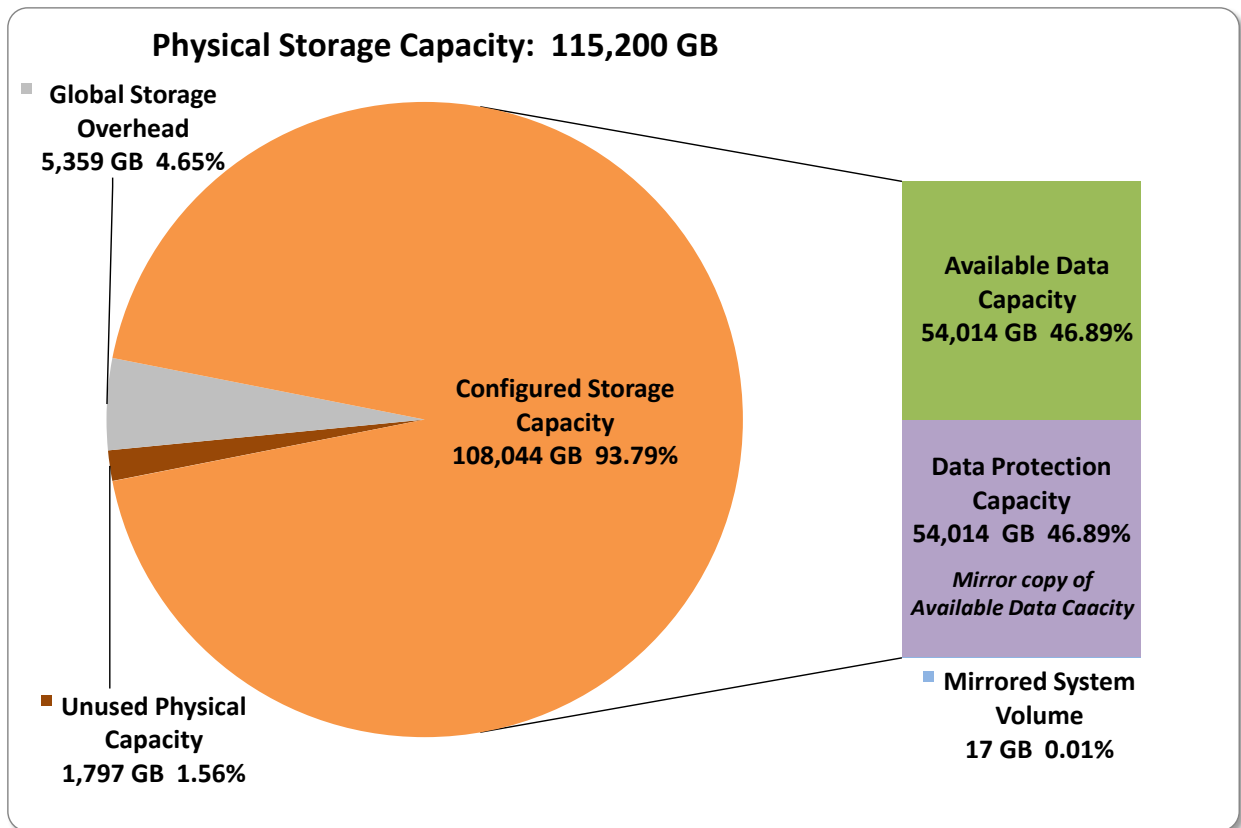 Physical Storage Capacity: 115,200 GB
Global Storage
Overhead
5,359 GB 4.65%
Configured Storage
Capacity
108,044 GB 93.79%
Unused Physical
Capacity
1,797 GB 1.56%
Available Data
Capacity
54,014 GB 46.89%
Data Protection
Capacity
54,014 GB 46.89%
Mirror copy of
Available Data Caacity
Mirrored System
Volume
17 GB 0.01%